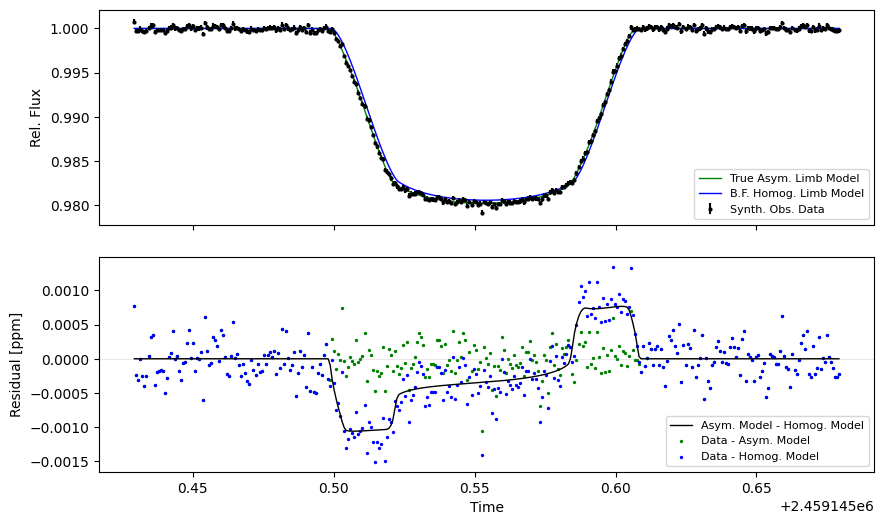 1.000
0.995
0.990
0.985
0.980
Rel. Flux
True Asym. Limb Model
B.F. Homog. Limb Model
Synth. Obs. Data
0.0010
0.0005
0.0000
−0.0005
−0.0010
−0.0015
Residual [ppm]
Asym. Model - Homog. Model
Data - Asym. Model
Data - Homog. Model
0.45 0.50 0.55 0.60 0.65
Time
+2.459145e6